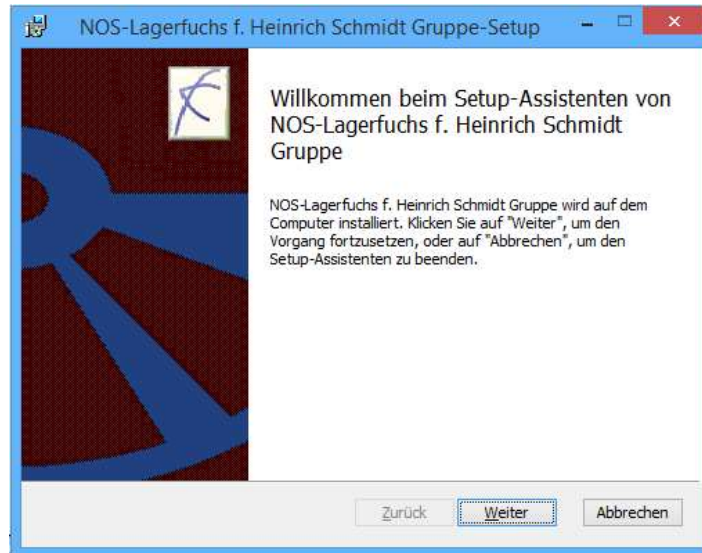 NOS-Lagerfuchs f. Heinrich Schmidt Gruppe-Setup
Willkommen beim Setup-Assistenten von
NOS-Lagerfuchs f. Heinrich Schmidt
Gruppe
NOS-Lagerfuchs f. Heinrich Schmidt Gruppe wird auf dem
Computer installiert. Klicken Sie auf "Weiter", um den
Vorgang fortzusetzen, oder auf "Abbrechen", um den
Setup-Assistenten zu beenden.
Zurück Weiter Abbrechen